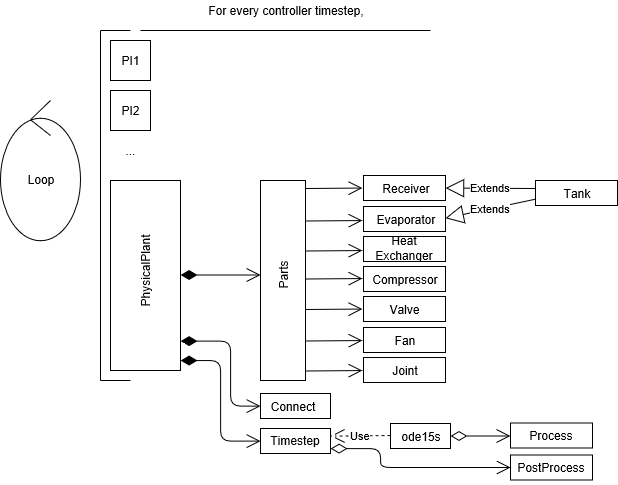 For every controller timestep,
PI1
PI2
...
Loop
PhysicalPlant
Parts
Receiver
Extends
Tank
Evaporator
Extends
Heat
Exchanger
Compressor
Valve
Fan
Joint
Connect
Timestep
Use
ode15s
Process
PostProcess